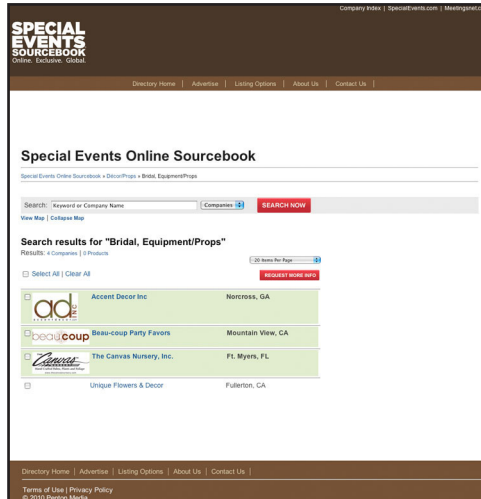 Company Index | SpecialEvents.com | Meetingsnet.c
SPECIAL
EVENTS
SOURCEBOOK
Online. Exclusive. Global.
Directory Home | Advertise | Listing Options | About Us | Contact Us |
Special Events Online Sourcebook
Special Events Online Sourcebook » Décor/Props » Bridal, Equipment/Props
Search: Keyword or Company Name Companies SEARCH NOW
View Map | Collapse Map
Search results for "Bridal, Equipment/Props"
Results: 4 Companies | 0 Products
20 Items Per Page
Select All | Clear All REQUEST MORE INFO
ad INC Accent Decor Inc Norcross, GA
beau-coup Beau-coup Party Favors Mountain View, CA
Canvas The Canvas Nursery, Inc. Ft. Myers, FL
Unique Flowers & Decor Fullerton, CA
Directory Home | Advertise | Listing Options | About Us | Contact Us |
Terms of Use | Privacy Policy
© 2010 Penton Media